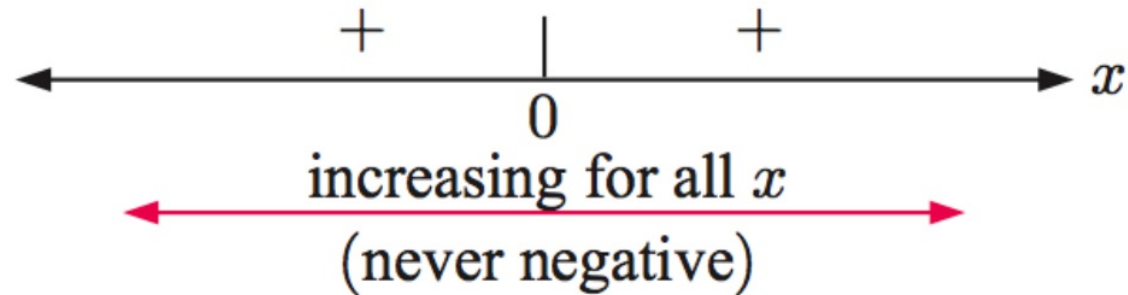 + +
x
0
increasing for all x
(never negative)